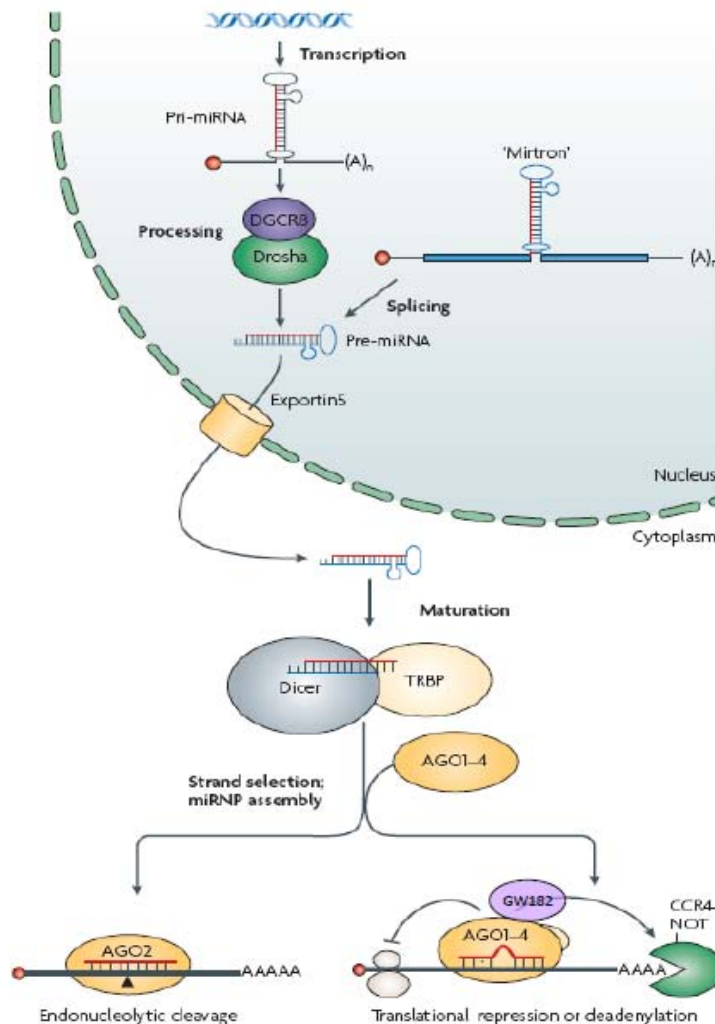 Transcription
Pri-miRNA
(A)n
'Mirtron'
DGCR8
Processing
Drosha
(A)n
Splicing
Pre-miRNA
Exportin5
Nucleus
Cytoplasm
Maturation
Dicer
TRBP
AGO1–4
Strand selection;
miRNP assembly
GW182
CCR4–
NOT
AGO2
AGO1–4
AAAAA
AAAA
Endonucleolytic cleavage
Translational repression or deadenylation